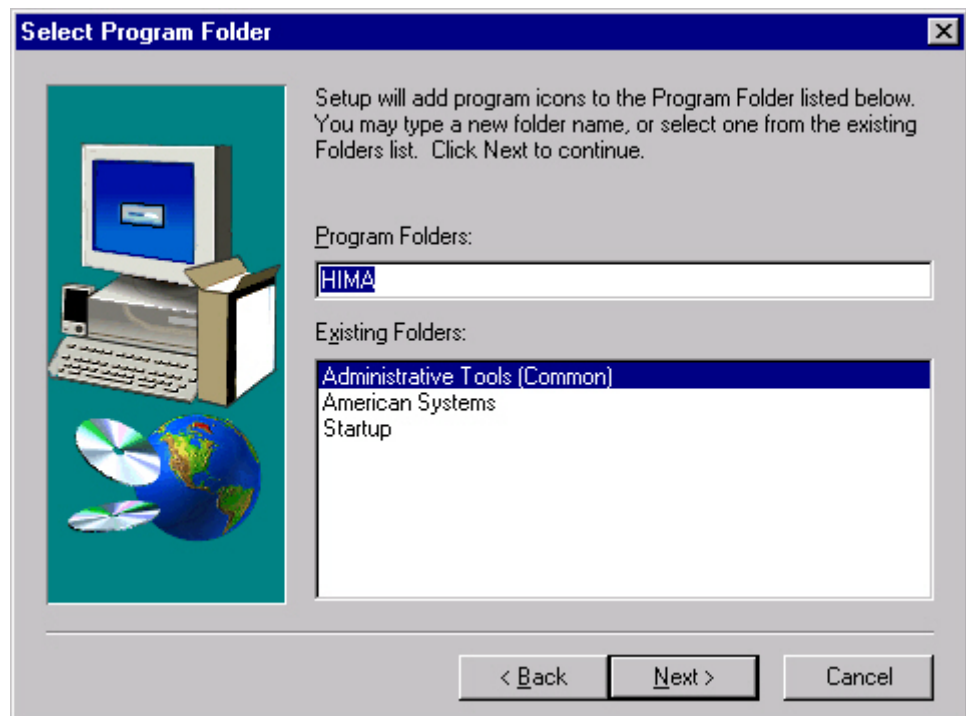 Select Program Folder
Setup will add program icons to the Program Folder listed below.
You may type a new folder name, or select one from the existing
Folders list. Click Next to continue.
Program Folders:
HIMA
Existing Folders:
Administrative Tools (Common)
American Systems
Startup
< Back
Next >
Cancel